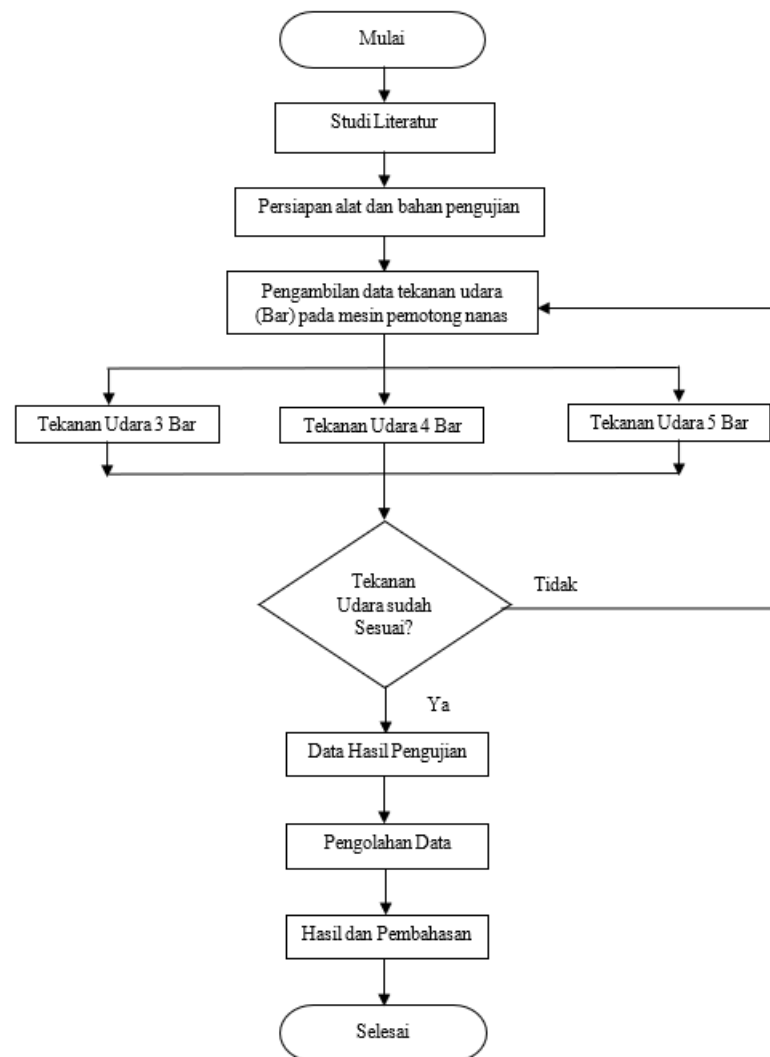 Mulai
Studi Literatur
Persiapan alat dan bahan pengujian
Pengambilan data tekanan udara
(Bar) pada mesin pemotong nanas
Tekanan Udara 3 Bar
Tekanan Udara 4 Bar
Tekanan Udara 5 Bar
Tekanan
Udara sudah
Sesuai?
Tidak
Ya
Data Hasil Pengujian
Pengolahan Data
Hasil dan Pembahasan
Selesai